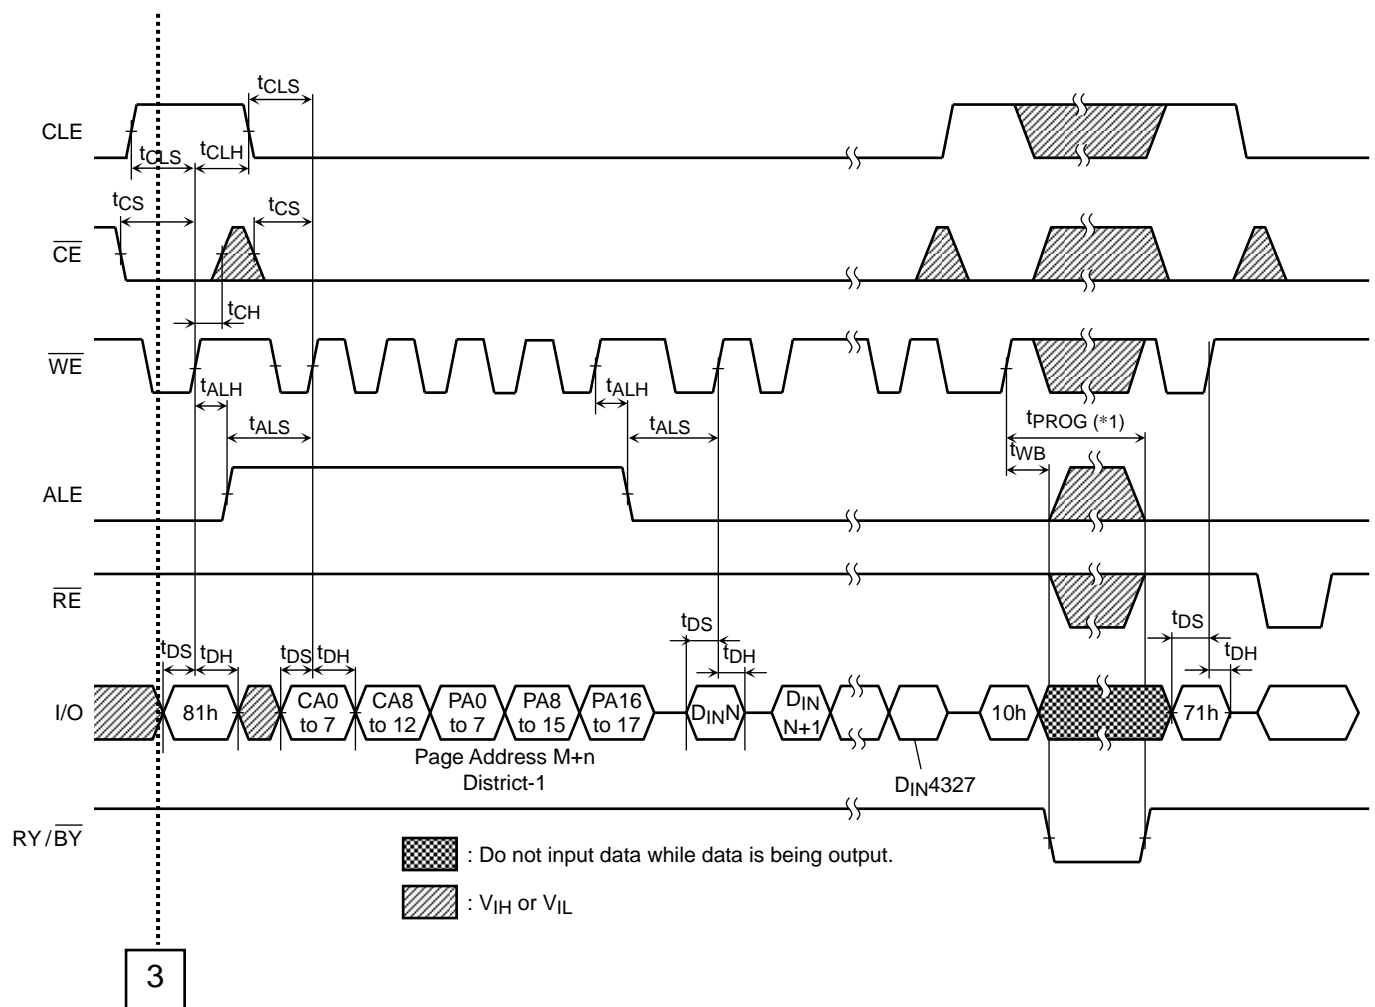 tCLS
CLE
tCLS
tCLH
tCS
tCS
CE
tCH
WE
tALH
tALH
tALS
tALS
tPROG (*1)
tWB
ALE
RE
tDS
tDH
tDS
tDH
tDS
tDH
tDS
tDH
I/O
81h
CA0
to 7
CA8
to 12
PA0
to 7
PA8
to 15
PA16
to 17
DINN
DIN
N+1
10h
71h
Page Address M+n
District-1
DIN4327
RY/BY
: Do not input data while data is being output.
: VIH or VIL
3